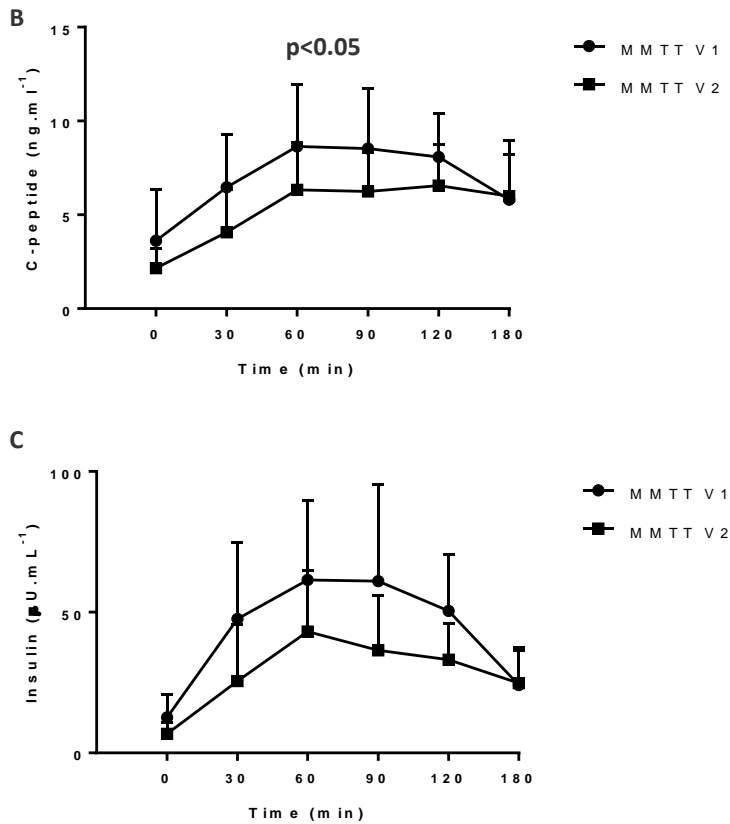 B
p<0.05
MMTT V1
MMTT V2
C-peptide (ng.ml⁻¹)
15
10
5
0
0 30 60 90 120 180
Time (min)
C
MMTT V1
MMTT V2
Insulin (µU.mL⁻¹)
100
50
0
0 30 60 90 120 180
Time (min)